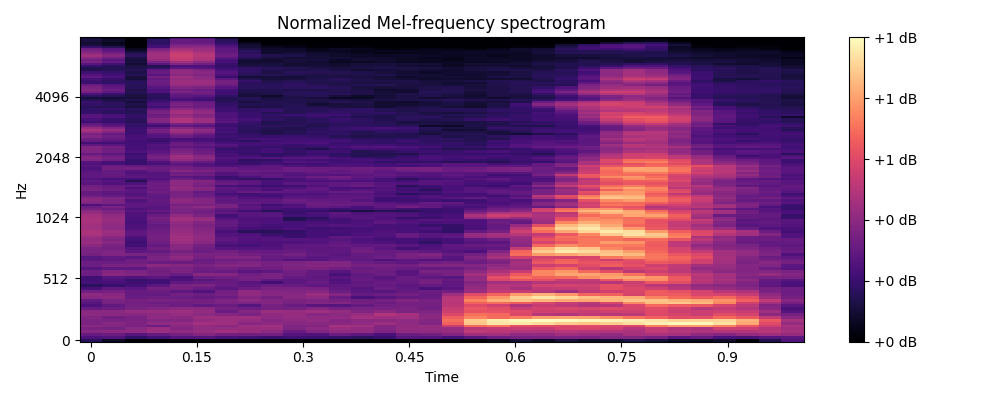 Normalized Mel-frequency spectrogram
Hz
4096
2048
1024
512
0
0 0.15 0.3 0.45 0.6 0.75 0.9
Time
+1 dB
+1 dB
+1 dB
+0 dB
+0 dB
+0 dB